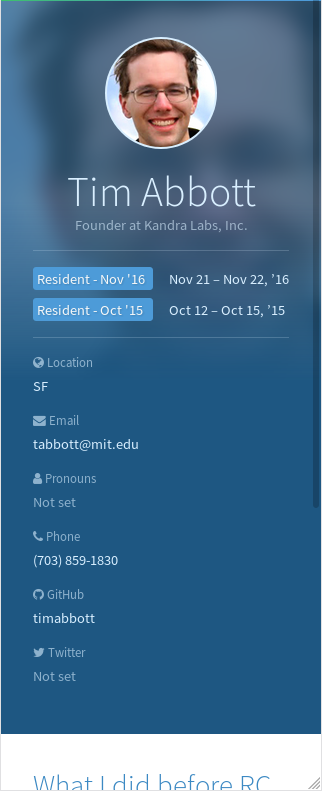 Tim Abbott
Founder at Kandra Labs, Inc.
Resident - Nov '16 Nov 21 – Nov 22, ’16
Resident - Oct '15 Oct 12 – Oct 15, ’15
Location
SF
Email
tabbott@mit.edu
Pronouns
Not set
Phone
(703) 859-1830
GitHub
timabbott
Twitter
Not set
What I did before RC